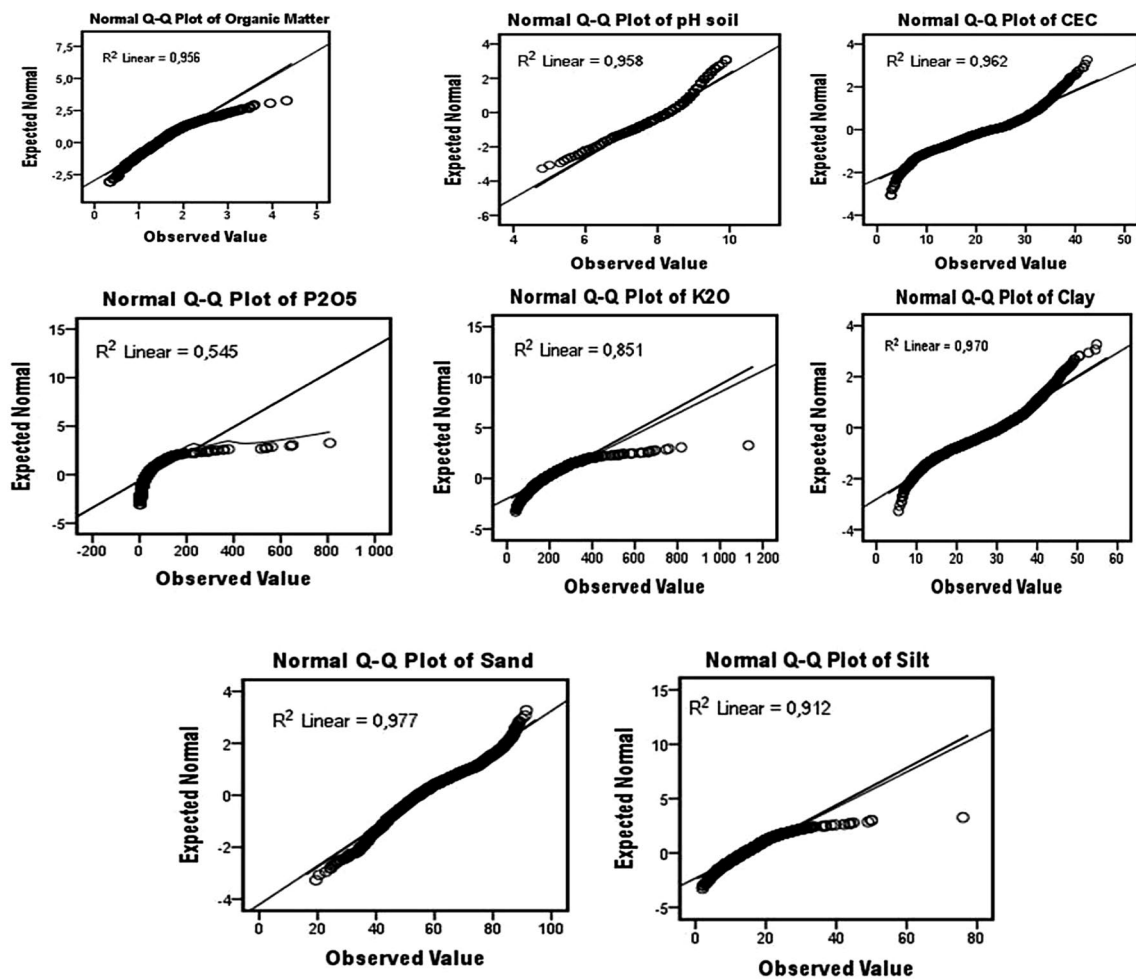 Normal Q-Q Plot of Organic Matter
R² Linear = 0,956
Expected Normal
7,5
5,0
2,5
0,0
-2,5
0 1 2 3 4 5
Observed Value
Normal Q-Q Plot of pH soil
R² Linear = 0,958
Expected Normal
4
2
0
-2
-4
-6
4 6 8 10
Observed Value
Normal Q-Q Plot of CEC
R² Linear = 0,962
Expected Normal
4
2
0
-2
-4
0 10 20 30 40 50
Observed Value
Normal Q-Q Plot of P2O5
R² Linear = 0,545
Expected Normal
15
10
5
0
-5
-200 0 200 400 600 800 1 000
Observed Value
Normal Q-Q Plot of K2O
R² Linear = 0,851
Expected Normal
15
10
5
0
-5
0 200 400 600 800 1 000 1 200
Observed Value
Normal Q-Q Plot of Clay
R² Linear = 0,970
Expected Normal
4
2
0
-2
-4
0 10 20 30 40 50 60
Observed Value
Normal Q-Q Plot of Sand
R² Linear = 0,977
Expected Normal
4
2
0
-2
-4
0 20 40 60 80 100
Observed Value
Normal Q-Q Plot of Silt
R² Linear = 0,912
Expected Normal
15
10
5
0
-5
0 20 40 60 80
Observed Value